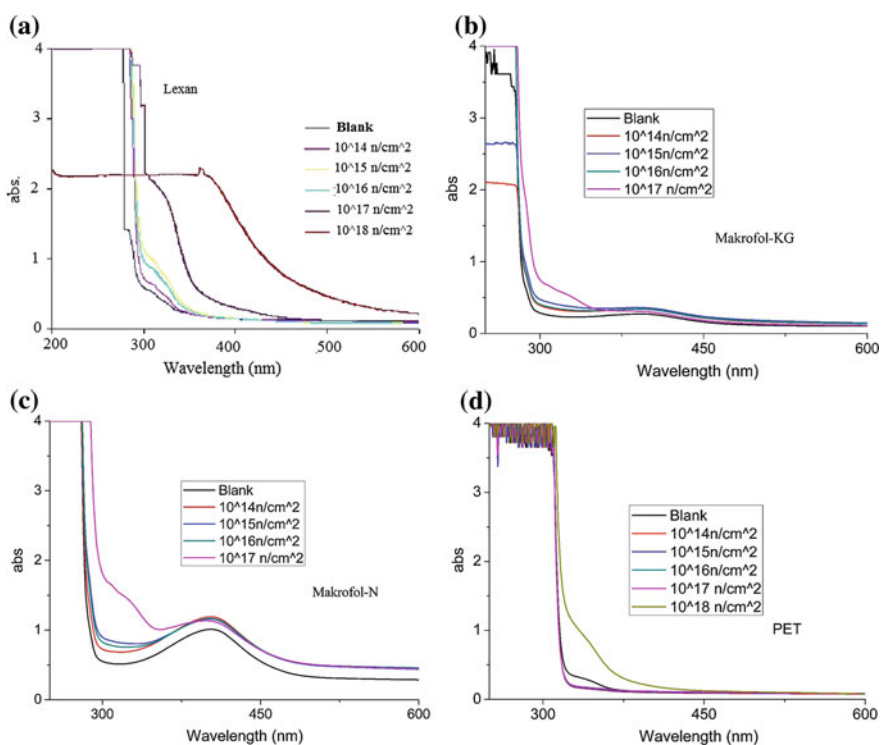 (a)
4
3
2
1
0
abs.
200
300
400
500
600
Wavelength (nm)
Lexan
Blank
10^14 n/cm^2
10^15 n/cm^2
10^16 n/cm^2
10^17 n/cm^2
10^18 n/cm^2
(b)
4
3
2
1
0
abs
300
450
600
Wavelength (nm)
Blank
10^14n/cm^2
10^15n/cm^2
10^16n/cm^2
10^17 n/cm^2
Makrofol-KG
(c)
4
3
2
1
0
abs
300
450
600
Wavelength (nm)
Blank
10^14n/cm^2
10^15n/cm^2
10^16n/cm^2
10^17 n/cm^2
Makrofol-N
(d)
4
3
2
1
0
abs
300
450
600
Wavelength (nm)
Blank
10^14n/cm^2
10^15n/cm^2
10^16n/cm^2
10^17 n/cm^2
10^18 n/cm^2
PET